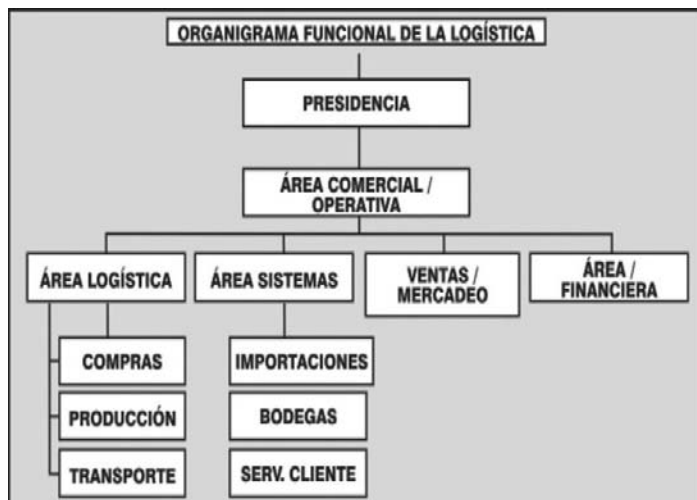 ORGANIGRAMA FUNCIONAL DE LA LOGÍSTICA
PRESIDENCIA
ÁREA COMERCIAL /
OPERATIVA
ÁREA LOGÍSTICA
ÁREA SISTEMAS
VENTAS /
MERCADEO
ÁREA /
FINANCIERA
COMPRAS
IMPORTACIONES
PRODUCCIÓN
BODEGAS
TRANSPORTE
SERV. CLIENTE